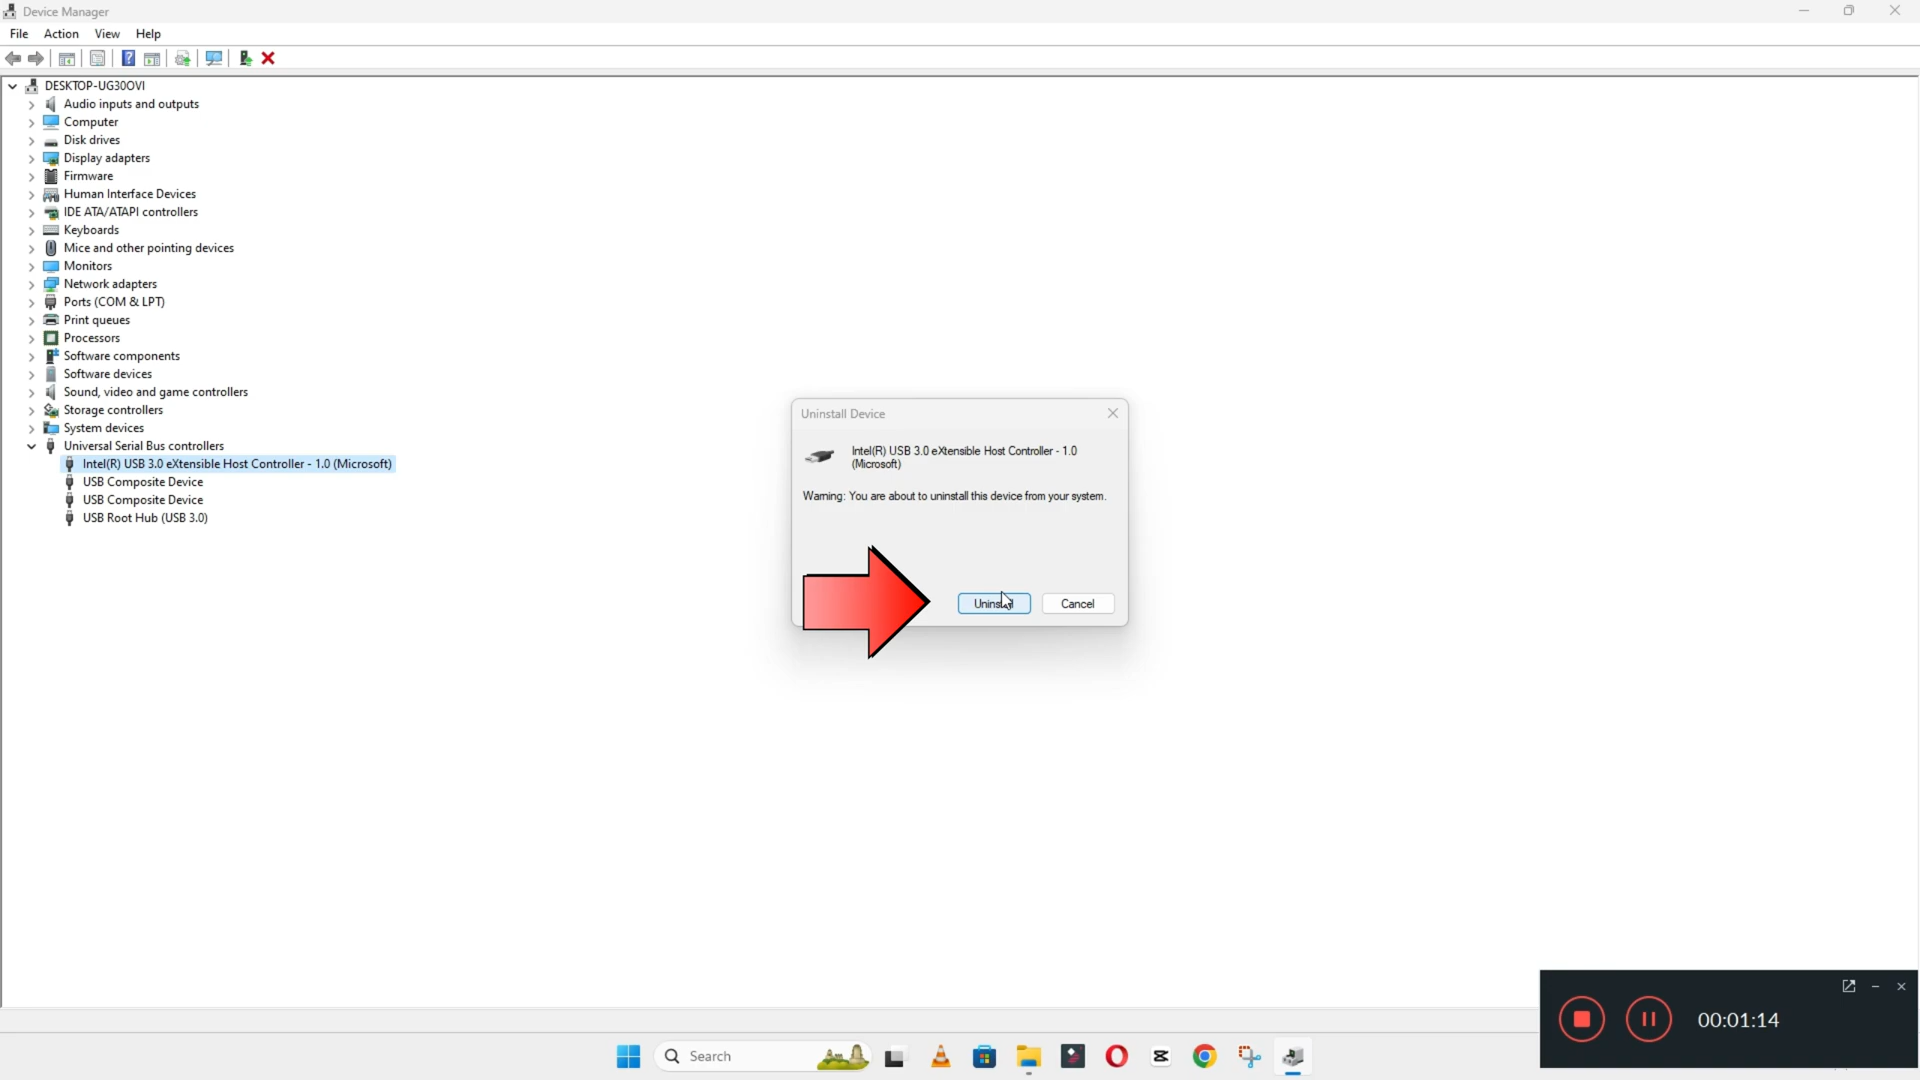 Device Manager
File Action View Help
DESKTOP-UG30OVI
Audio inputs and outputs
Computer
Disk drives
Display adapters
Firmware
Human Interface Devices
IDE ATA/ATAPI controllers
Keyboards
Mice and other pointing devices
Monitors
Network adapters
Ports (COM & LPT)
Print queues
Processors
Software components
Software devices
Sound, video and game controllers
Storage controllers
System devices
Universal Serial Bus controllers
Intel(R) USB 3.0 eXtensible Host Controller - 1.0 (Microsoft)
USB Composite Device
USB Composite Device
USB Root Hub (USB 3.0)
Uninstall Device
Intel(R) USB 3.0 eXtensible Host Controller - 1.0
(Microsoft)
Warning: You are about to uninstall this device from your system.
Uninstall Cancel
00:01:14
Search